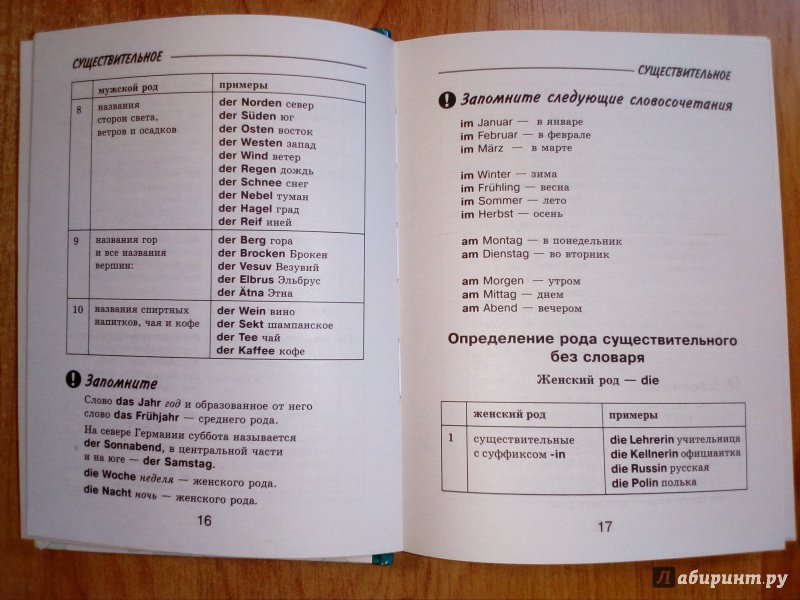 СУЩЕСТВИТЕЛЬНОЕ
мужской род примеры
8 названия сторон света, ветров и осадков
der Norden север
der Süden юг
der Osten восток
der Westen запад
der Wind ветер
der Regen дождь
der Schnee снег
der Nebel туман
der Hagel град
der Reif иней
9 названия гор и все названия вершин:
der Berg гора
der Brocken Брокен
der Vesuv Везувий
der Elbrus Эльбрус
der Ätna Этна
10 названия спиртных напитков, чая и кофе
der Wein вино
der Sekt шампанское
der Tee чай
der Kaffee кофе
! Запомните
Слово das Jahr год и образованное от него
слово das Frühjahr — среднего рода.
На севере Германии суббота называется
der Sonnabend, в центральной части
и на юге — der Samstag.
die Woche неделя — женского рода.
die Nacht ночь — женского рода.
16
СУЩЕСТВИТЕЛЬНОЕ
! Запомните следующие словосочетания
im Januar — в январе
im Februar — в феврале
im März — в марте
im Winter — зима
im Frühling — весна
im Sommer — лето
im Herbst — осень
am Montag — в понедельник
am Dienstag — во вторник
am Morgen — утром
am Mittag — днем
am Abend — вечером
Определение рода существительного
без словаря
Женский род — die
женский род примеры
1 существительные с суффиксом -in
die Lehrerin учительница
die Kellnerin официантка
die Russin русская
die Polin полька
17
Лабиринт.ру